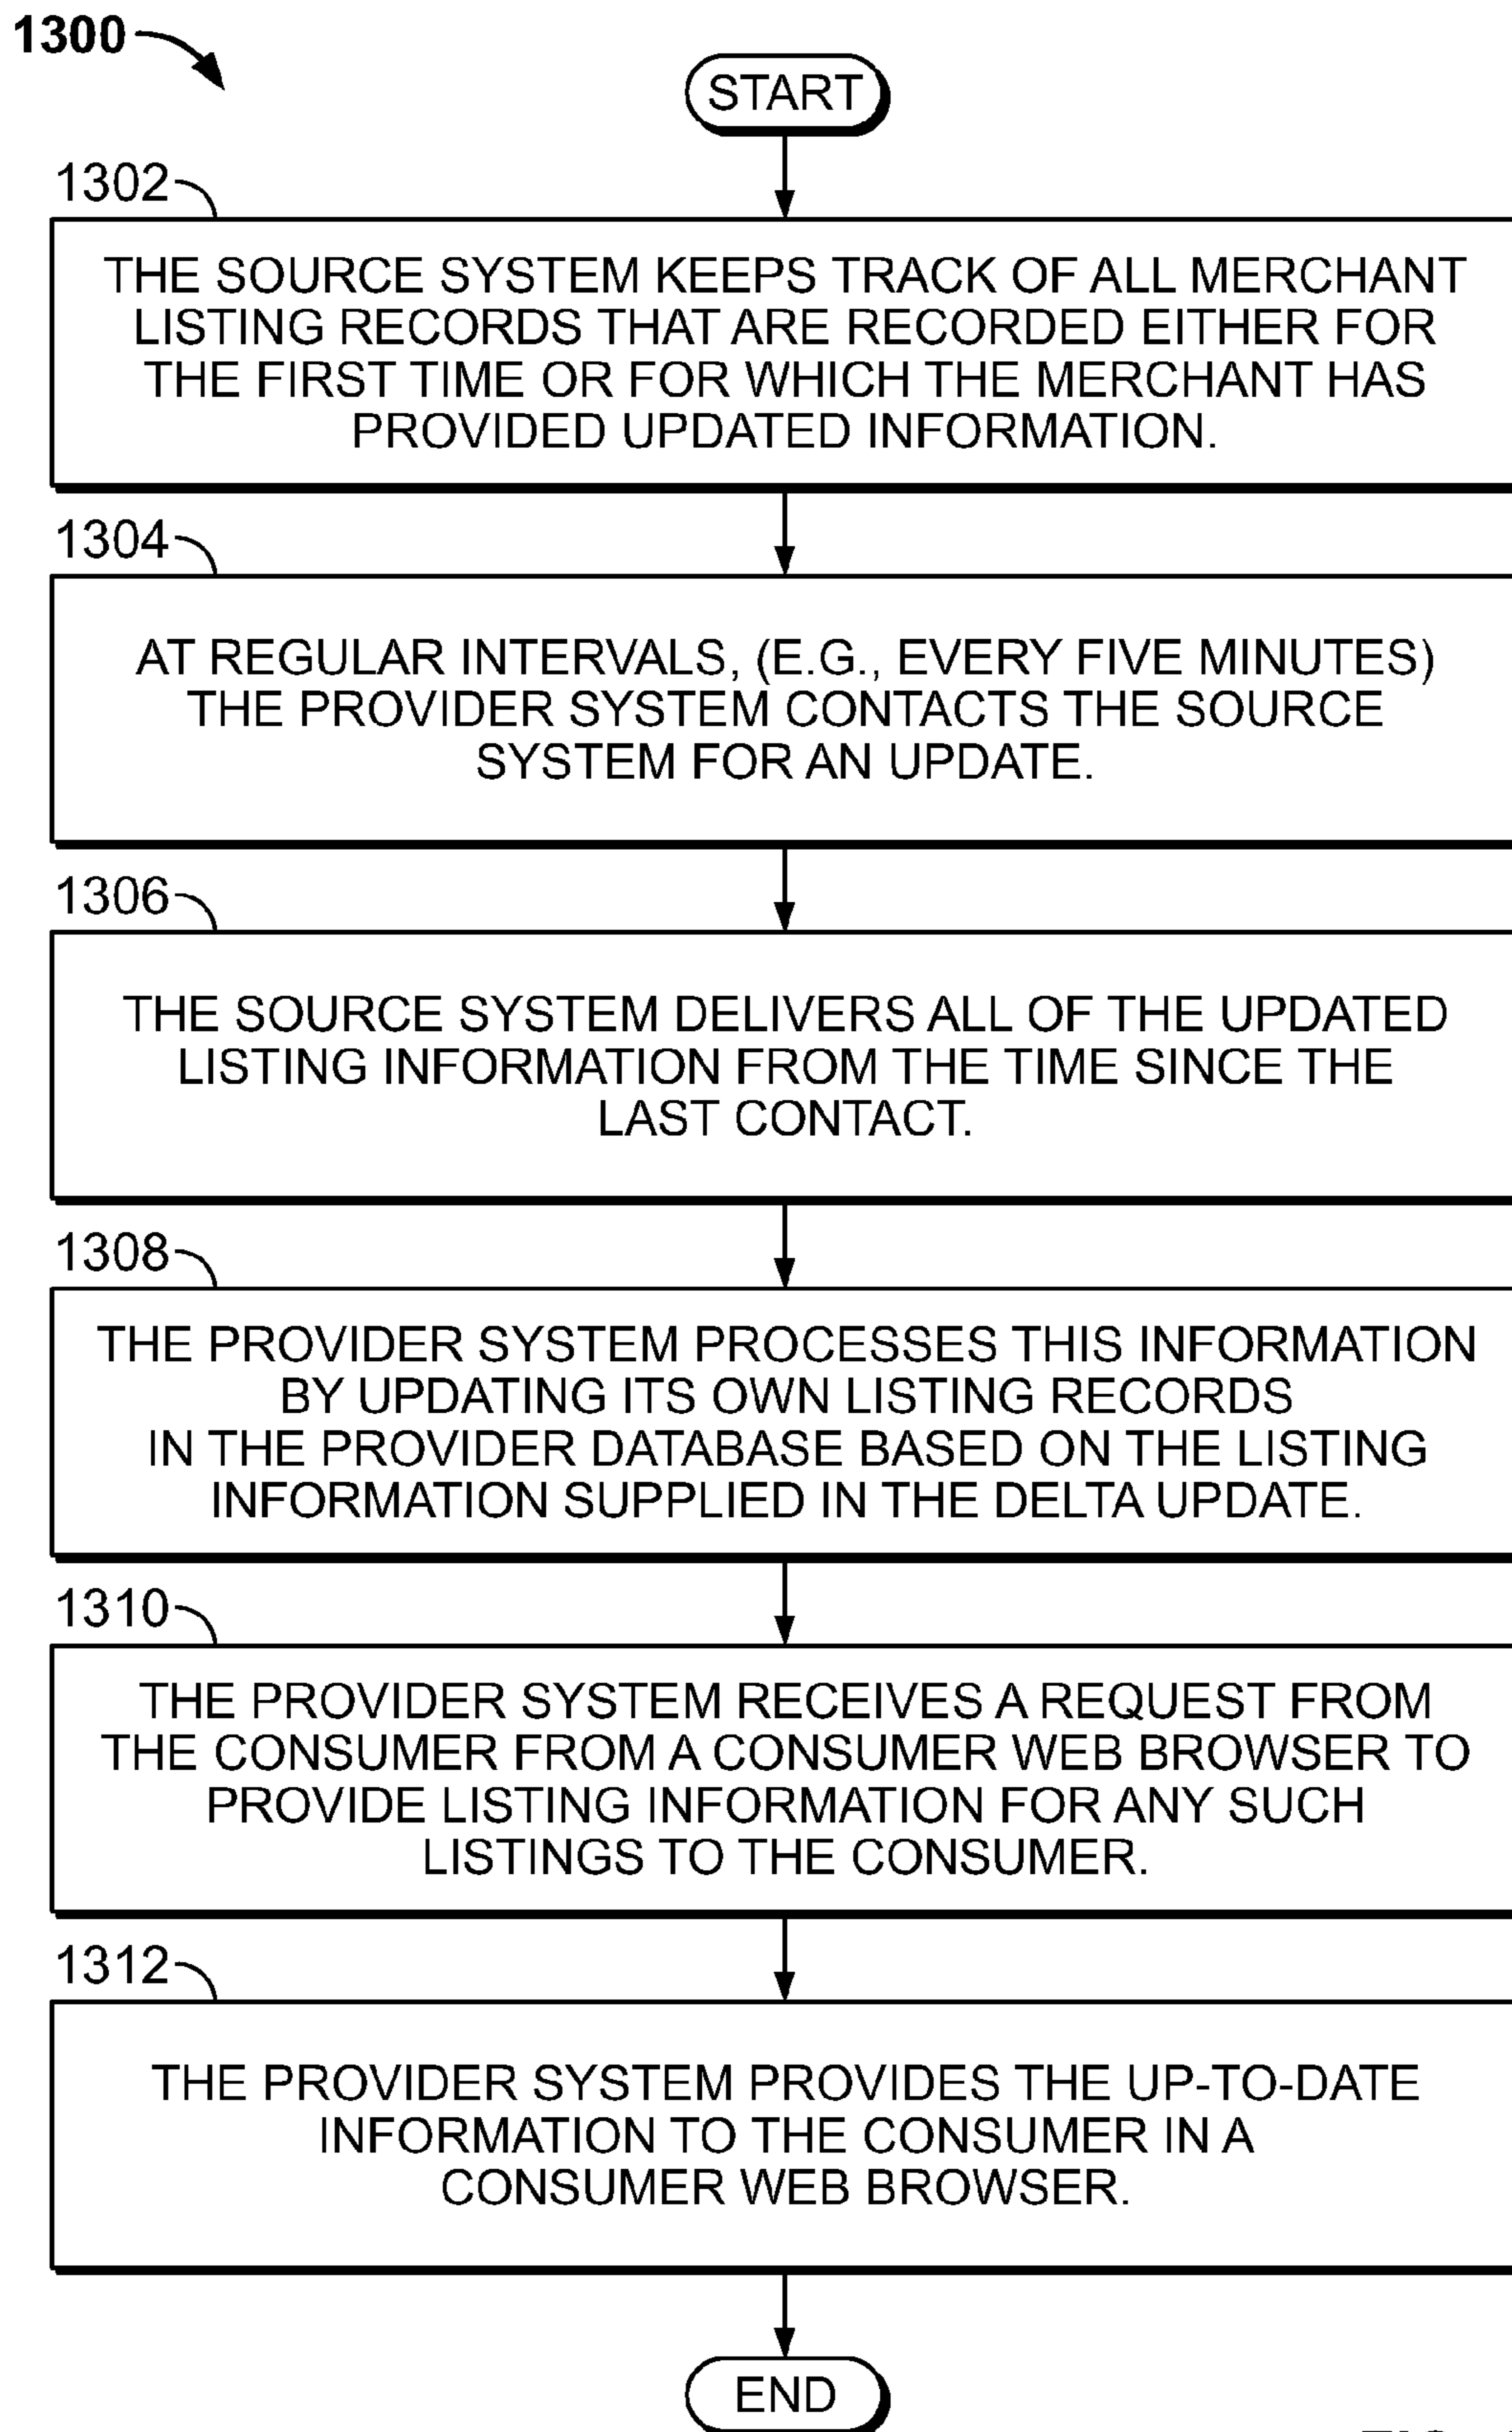 1300
START
1302
THE SOURCE SYSTEM KEEPS TRACK OF ALL MERCHANT
LISTING RECORDS THAT ARE RECORDED EITHER FOR
THE FIRST TIME OR FOR WHICH THE MERCHANT HAS
PROVIDED UPDATED INFORMATION.
1304
AT REGULAR INTERVALS, (E.G., EVERY FIVE MINUTES)
THE PROVIDER SYSTEM CONTACTS THE SOURCE
SYSTEM FOR AN UPDATE.
1306
THE SOURCE SYSTEM DELIVERS ALL OF THE UPDATED
LISTING INFORMATION FROM THE TIME SINCE THE
LAST CONTACT.
1308
THE PROVIDER SYSTEM PROCESSES THIS INFORMATION
BY UPDATING ITS OWN LISTING RECORDS
IN THE PROVIDER DATABASE BASED ON THE LISTING
INFORMATION SUPPLIED IN THE DELTA UPDATE.
1310
THE PROVIDER SYSTEM RECEIVES A REQUEST FROM
THE CONSUMER FROM A CONSUMER WEB BROWSER TO
PROVIDE LISTING INFORMATION FOR ANY SUCH
LISTINGS TO THE CONSUMER.
1312
THE PROVIDER SYSTEM PROVIDES THE UP-TO-DATE
INFORMATION TO THE CONSUMER IN A
CONSUMER WEB BROWSER.
END